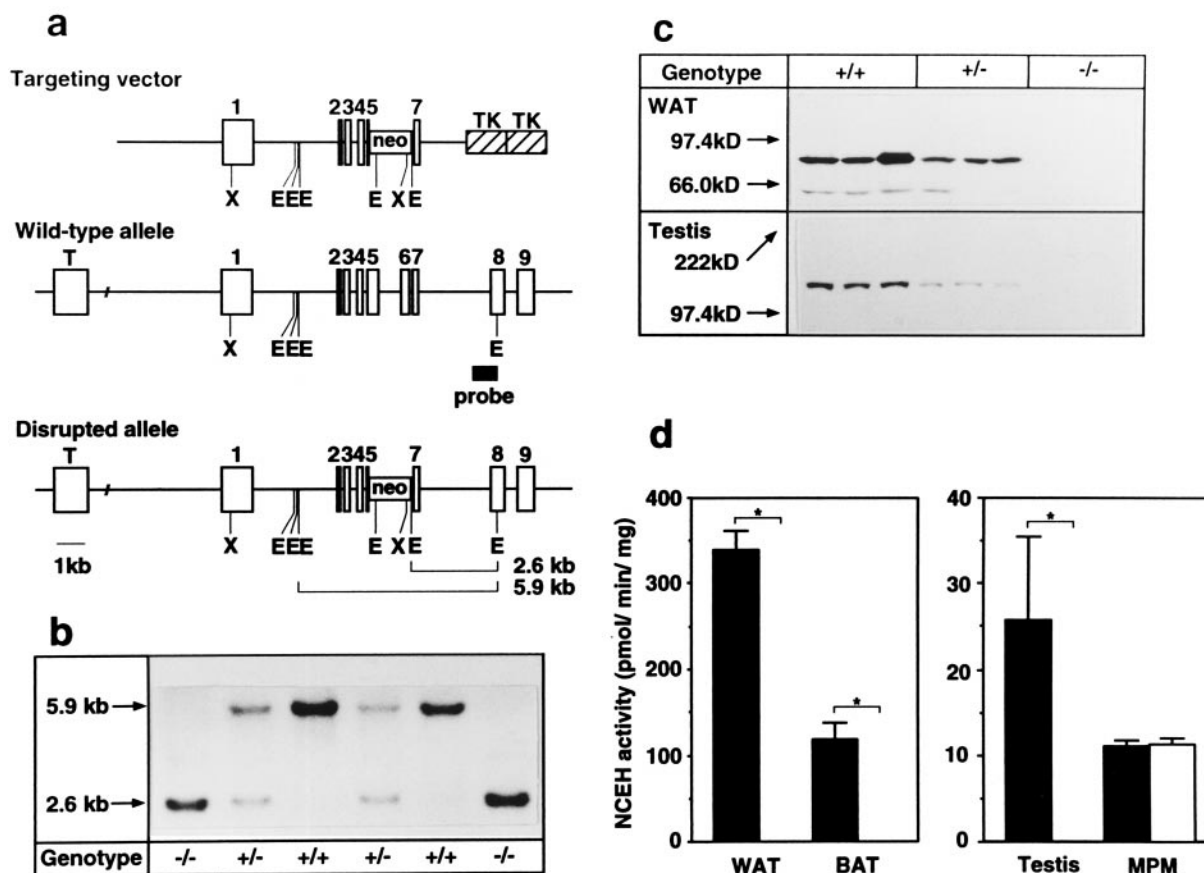 a
Targeting vector
1 2345 7 TK TK
neo
X EEE E X E
Wild-type allele
T 1 2345 67 8 9
X EEE E
probe
Disrupted allele
T 1 2345 7 8 9
neo
X EEE E X E E
1kb
2.6 kb
5.9 kb
b
5.9 kb
2.6 kb
Genotype -/- +/- +/+ +/- +/+ -/-
c
Genotype +/+ +/- -/-
WAT
97.4kD
66.0kD
Testis
222kD
97.4kD
d
NCEH activity (pmol/ min/ mg)
400
300
200
100
0
* *
WAT BAT
40
30
20
10
0
*
Testis MPM